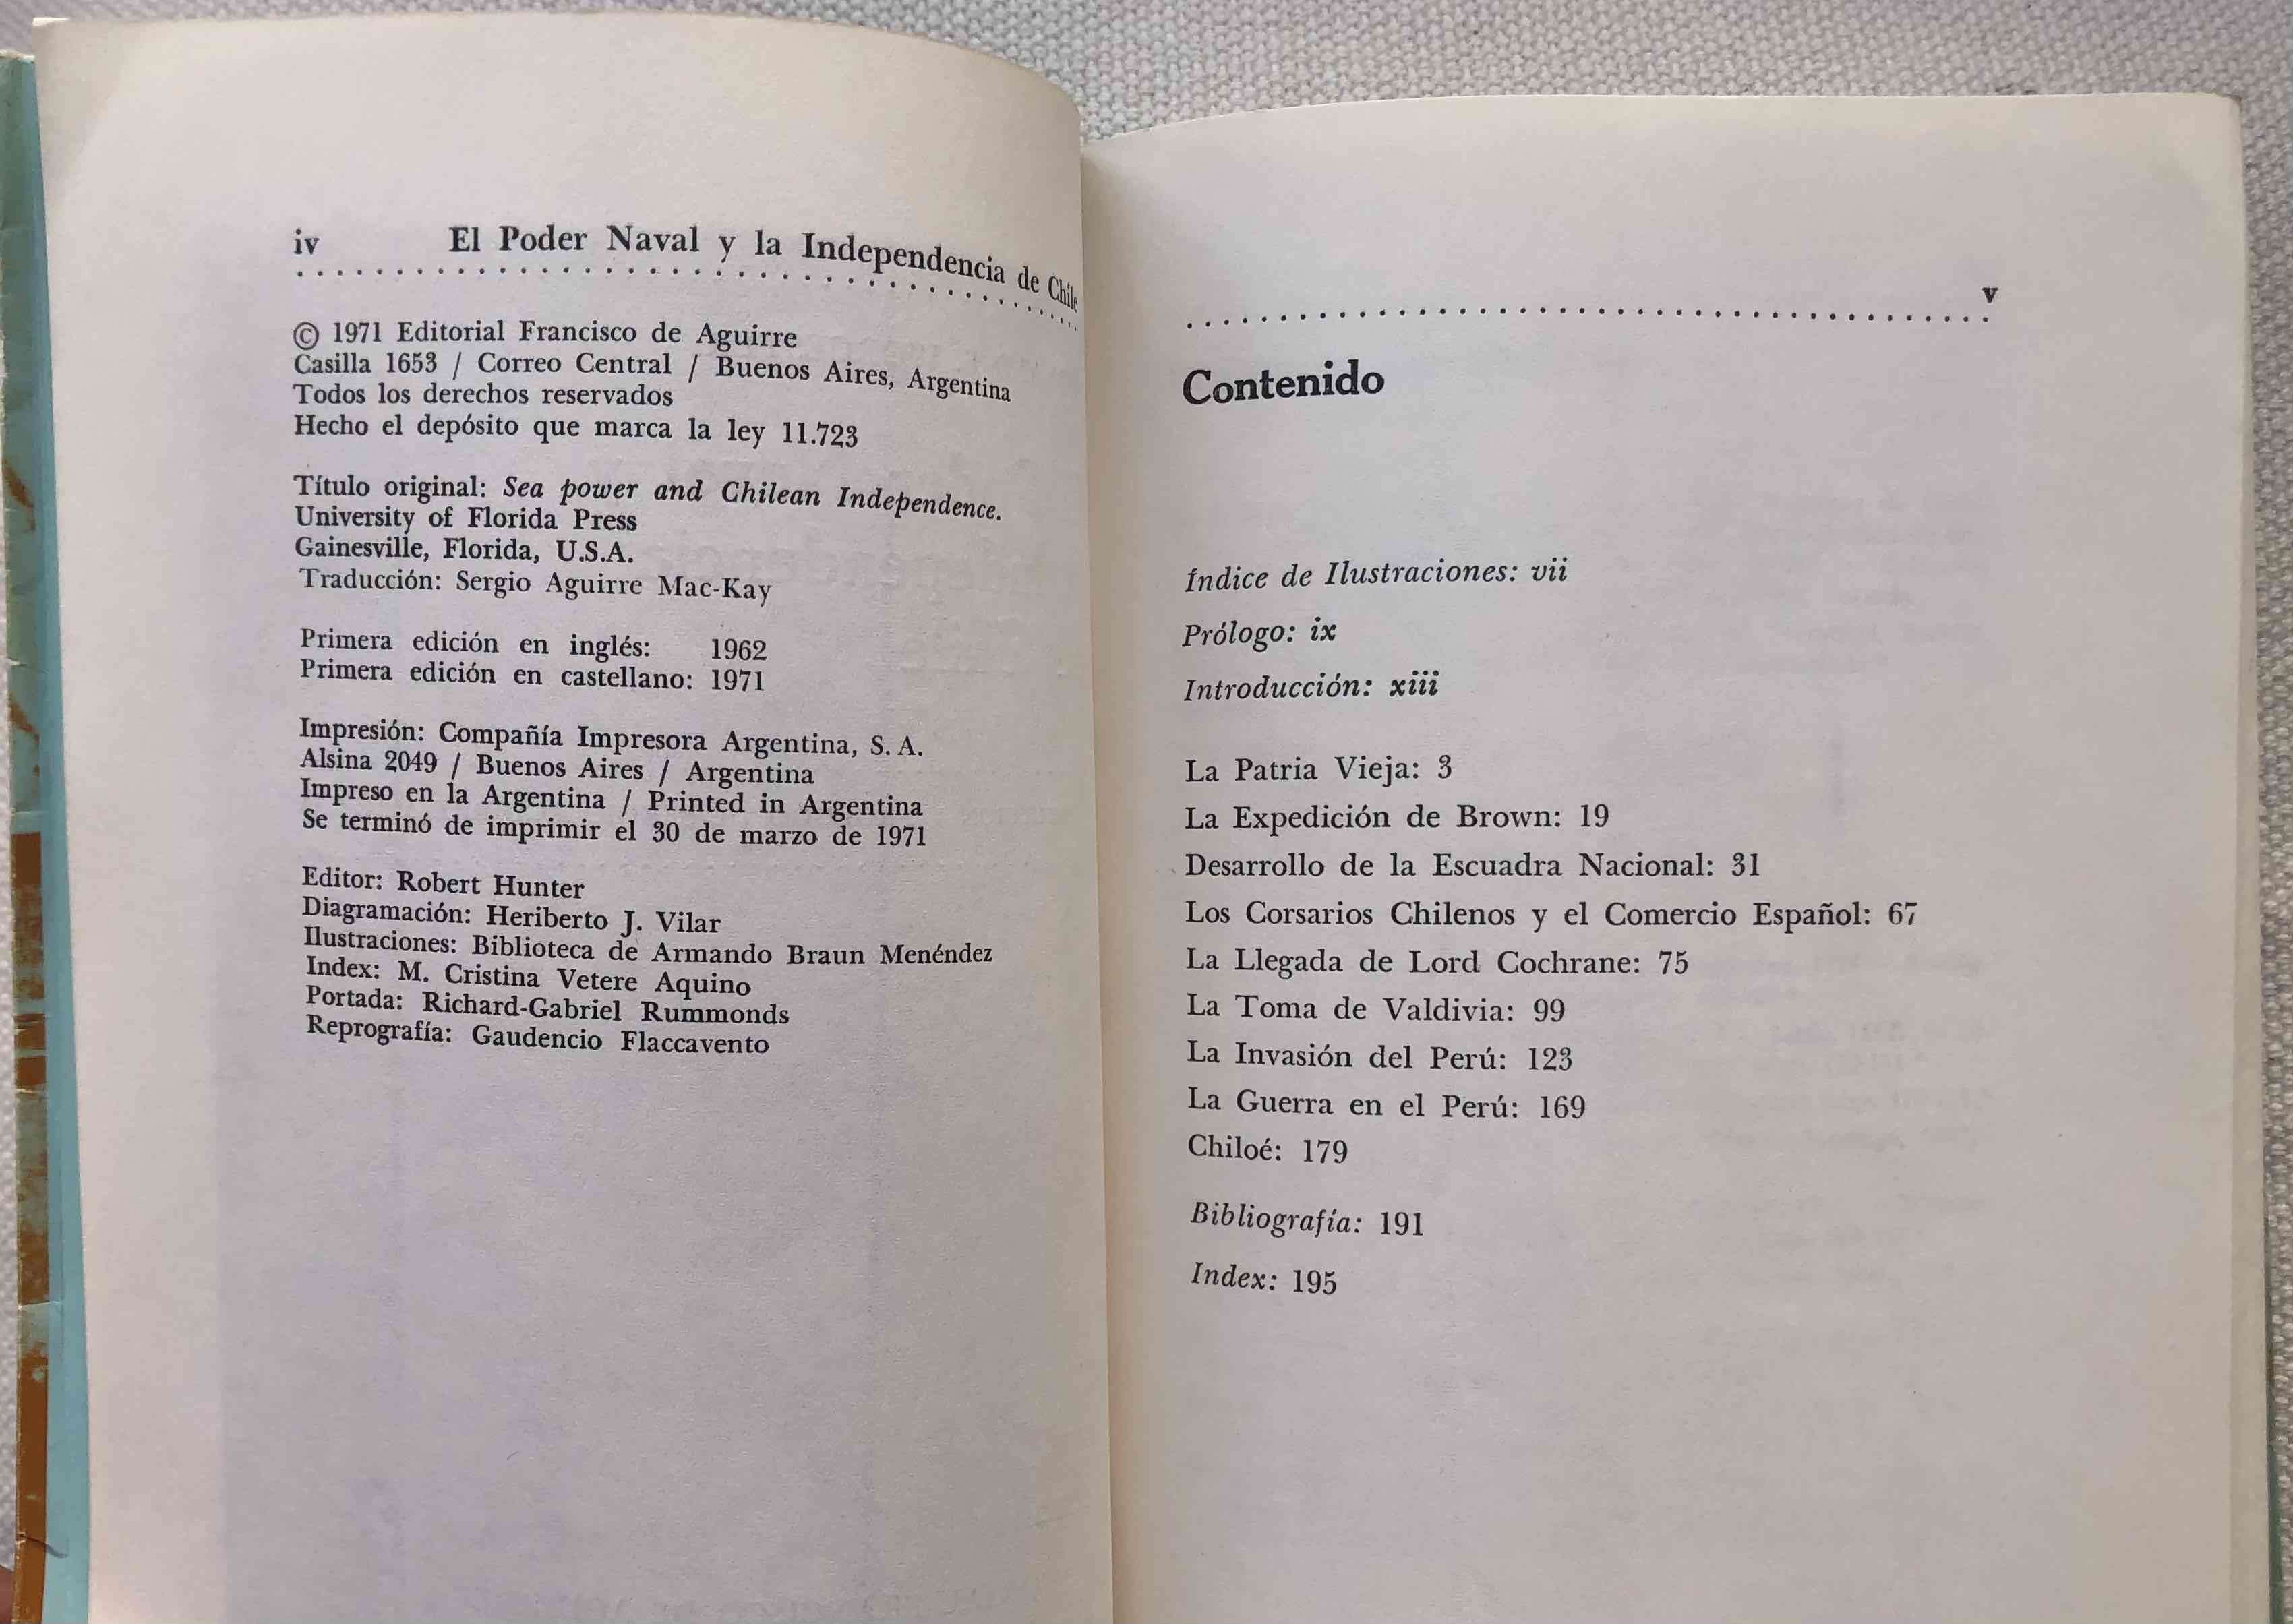 iv El Poder Naval y la Independencia de Chile
© 1971 Editorial Francisco de Aguirre
Casilla 1653 / Correo Central / Buenos Aires, Argentina
Todos los derechos reservados
Hecho el depósito que marca la ley 11.723
Título original: Sea power and Chilean Independence.
University of Florida Press
Gainesville, Florida, U.S.A.
Traducción: Sergio Aguirre Mac-Kay
Primera edición en inglés: 1962
Primera edición en castellano: 1971
Impresión: Compañía Impresora Argentina, S. A.
Alsina 2049 / Buenos Aires / Argentina
Impreso en la Argentina / Printed in Argentina
Se terminó de imprimir el 30 de marzo de 1971
Editor: Robert Hunter
Diagramación: Heriberto J. Vilar
Ilustraciones: Biblioteca de Armando Braun Menéndez
Index: M. Cristina Vetere Aquino
Portada: Richard-Gabriel Rummonds
Reprografía: Gaudencio Flaccavento
v
Contenido
Índice de Ilustraciones: vii
Prólogo: ix
Introducción: xiii
La Patria Vieja: 3
La Expedición de Brown: 19
Desarrollo de la Escuadra Nacional: 31
Los Corsarios Chilenos y el Comercio Español: 67
La Llegada de Lord Cochrane: 75
La Toma de Valdivia: 99
La Invasión del Perú: 123
La Guerra en el Perú: 169
Chiloé: 179
Bibliografía: 191
Index: 195